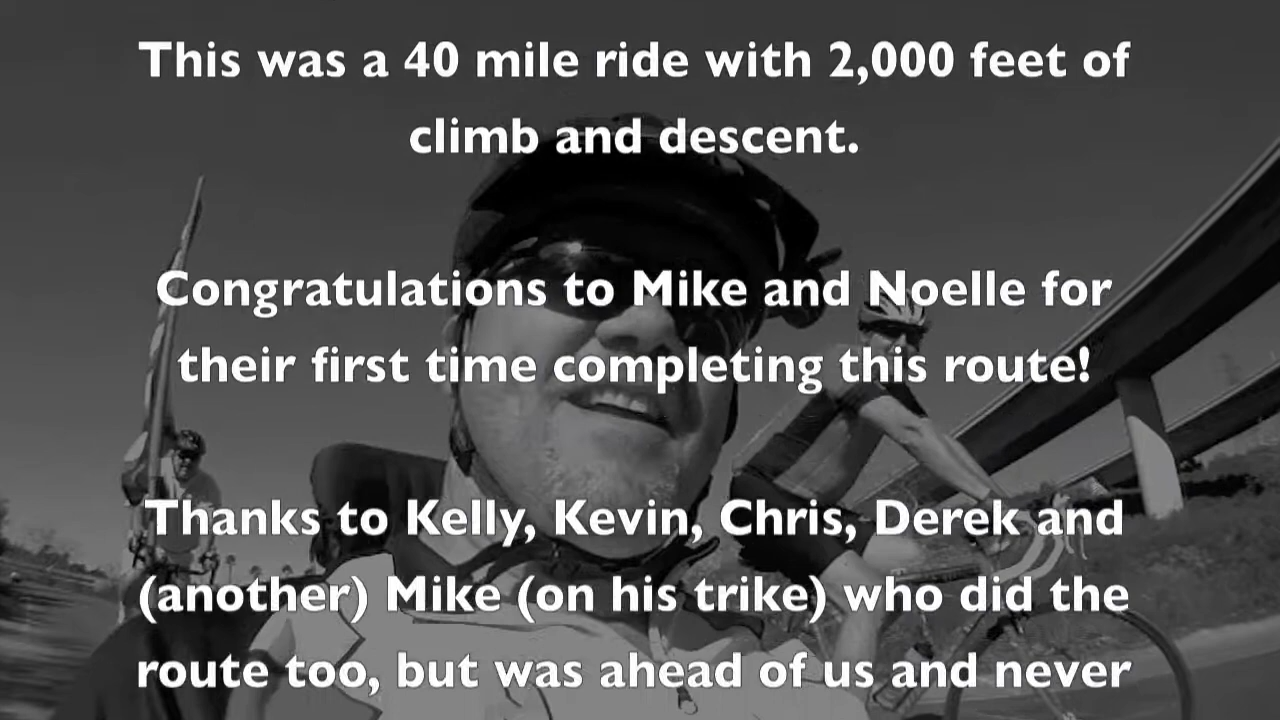 This was a 40 mile ride with 2,000 feet of
climb and descent.
Congratulations to Mike and Noelle for
their first time completing this route!
Thanks to Kelly, Kevin, Chris, Derek and
(another) Mike (on his trike) who did the
route too, but was ahead of us and never